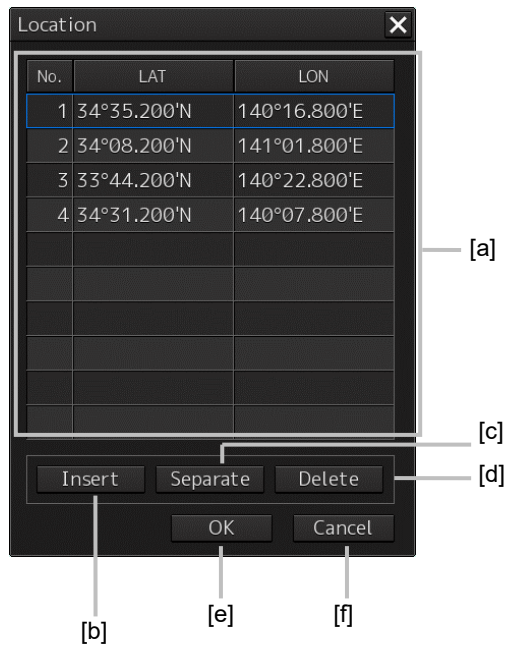 Location
No. LAT LON
1 34°35.200'N 140°16.800'E
2 34°08.200'N 141°01.800'E
3 33°44.200'N 140°22.800'E
4 34°31.200'N 140°07.800'E
[a]
[c]
Insert Separate Delete [d]
OK Cancel
[e] [f]
[b]